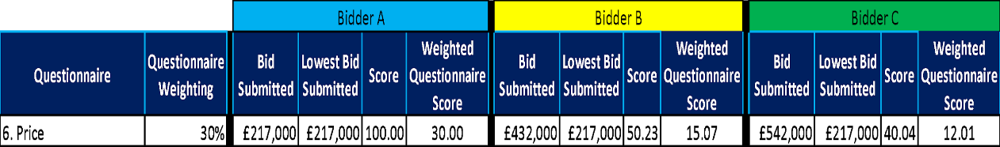 Bidder A Bidder B Bidder C
Questionnaire Questionnaire Weighting Bid Submitted Lowest Bid Submitted Score Weighted Questionnaire Score Bid Submitted Lowest Bid Submitted Score Weighted Questionnaire Score Bid Submitted Lowest Bid Submitted Score Weighted Questionnaire Score
6. Price 30% £217,000 £217,000 100.00 30.00 £432,000 £217,000 50.23 15.07 £542,000 £217,000 40.04 12.01